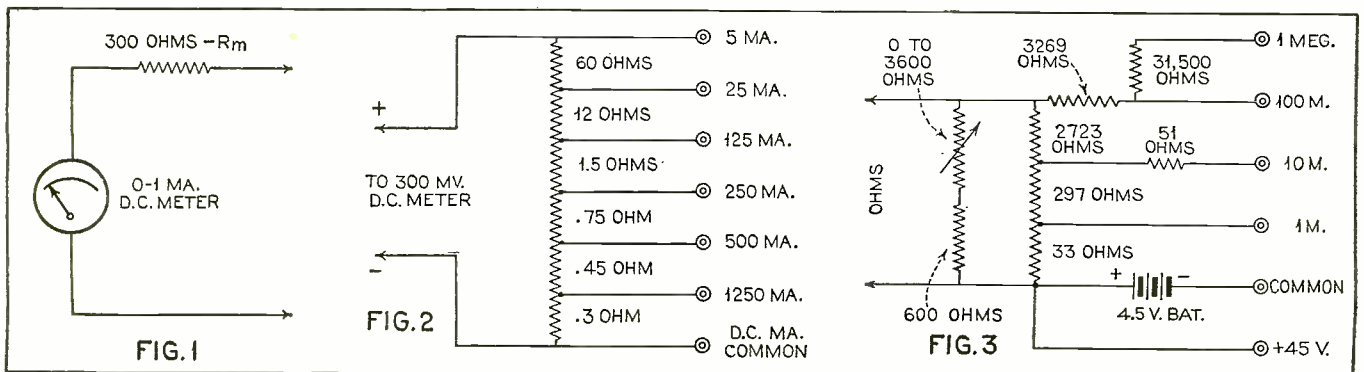 300 OHMS – Rm
0-1 MA.
D.C. METER
FIG. 1
+
TO 300 MV.
D.C. METER
–
FIG. 2
60 OHMS
12 OHMS
1.5 OHMS
.75 OHM
.45 OHM
.3 OHM
5 MA.
25 MA.
125 MA.
250 MA.
500 MA.
1250 MA.
D.C. MA.
COMMON
OHMS
0 TO
3600
OHMS
600 OHMS
3269
OHMS
31,500
OHMS
2723
OHMS
51
OHMS
297 OHMS
33 OHMS
+ –
4.5 V. BAT.
1 MEG.
100 M.
10 M.
1 M.
COMMON
+45 V.
FIG. 3